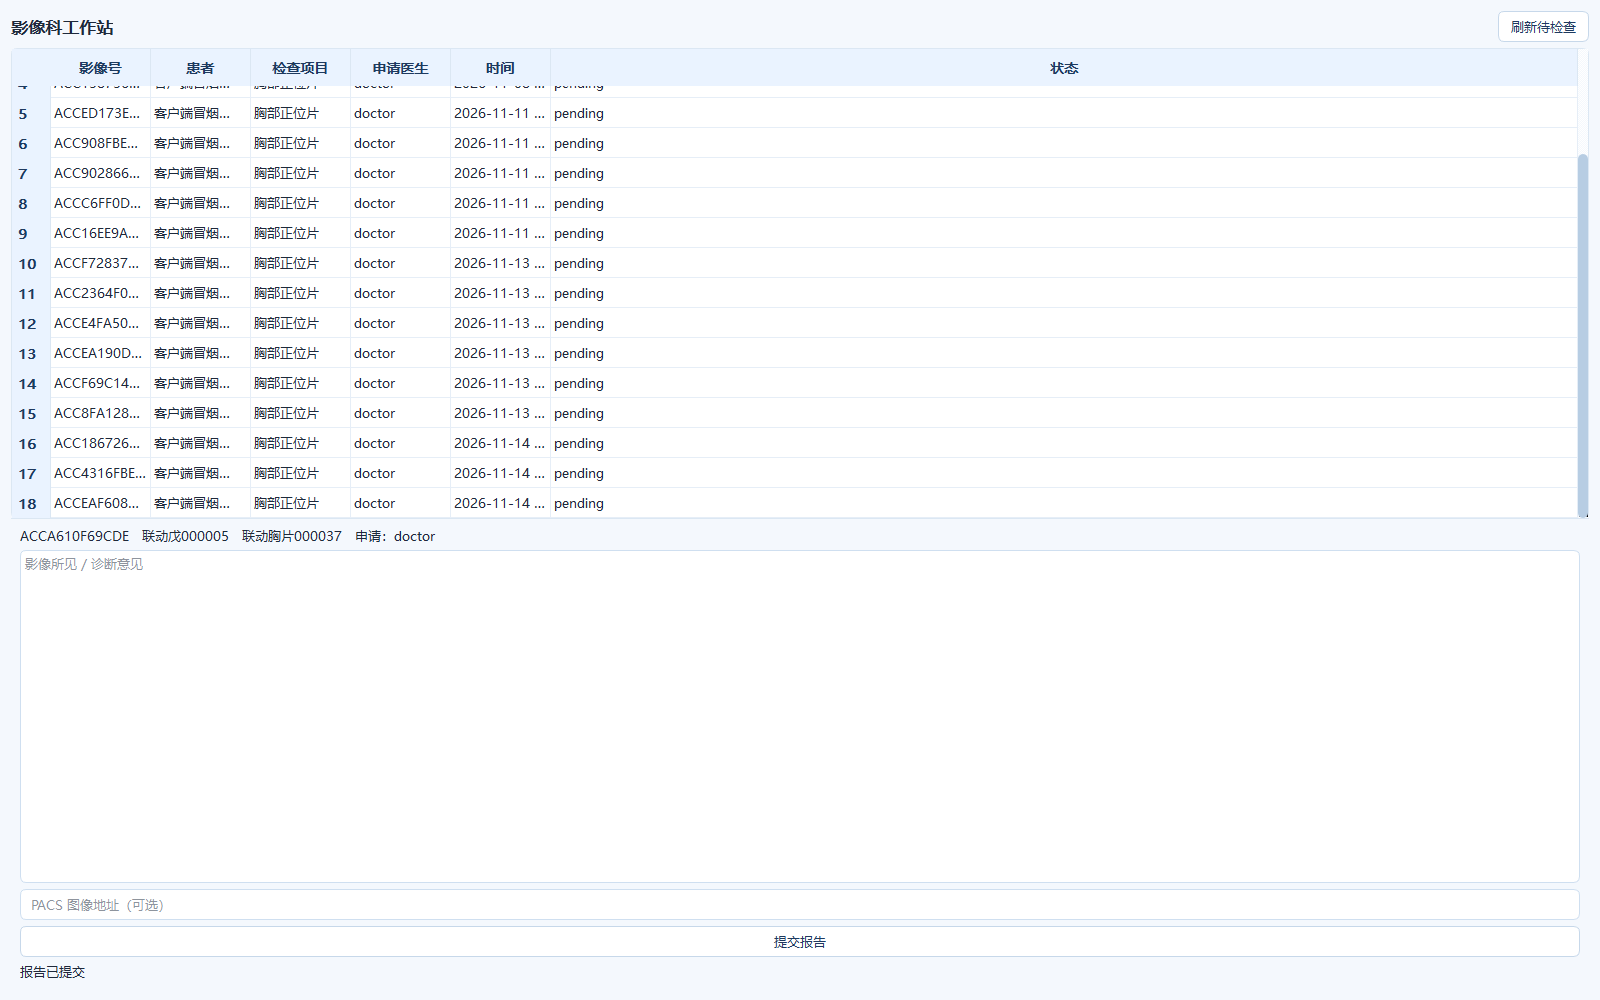 影像科工作站
刷新待检查
影像号 患者 检查项目 申请医生 时间 状态
5 ACCED173E... 客户端冒烟... 胸部正位片 doctor 2026-11-11 ... pending
6 ACC908FBE... 客户端冒烟... 胸部正位片 doctor 2026-11-11 ... pending
7 ACC902866... 客户端冒烟... 胸部正位片 doctor 2026-11-11 ... pending
8 ACCC6FF0D... 客户端冒烟... 胸部正位片 doctor 2026-11-11 ... pending
9 ACC16EE9A... 客户端冒烟... 胸部正位片 doctor 2026-11-11 ... pending
10 ACCF72837... 客户端冒烟... 胸部正位片 doctor 2026-11-13 ... pending
11 ACC2364F0... 客户端冒烟... 胸部正位片 doctor 2026-11-13 ... pending
12 ACCE4FA50... 客户端冒烟... 胸部正位片 doctor 2026-11-13 ... pending
13 ACCEA190D... 客户端冒烟... 胸部正位片 doctor 2026-11-13 ... pending
14 ACCF69C14... 客户端冒烟... 胸部正位片 doctor 2026-11-13 ... pending
15 ACC8FA128... 客户端冒烟... 胸部正位片 doctor 2026-11-13 ... pending
16 ACC186726... 客户端冒烟... 胸部正位片 doctor 2026-11-14 ... pending
17 ACC4316FBE... 客户端冒烟... 胸部正位片 doctor 2026-11-14 ... pending
18 ACCEAF608... 客户端冒烟... 胸部正位片 doctor 2026-11-14 ... pending
ACCA610F69CDE 联动戊000005 联动胸片000037 申请：doctor
影像所见 / 诊断意见
PACS 图像地址（可选）
提交报告
报告已提交